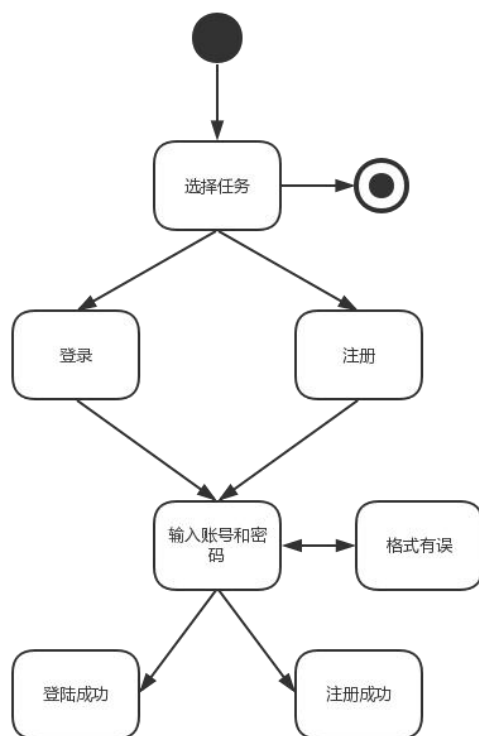 选择任务
登录
注册
输入账号和密
码
格式有误
登陆成功
注册成功